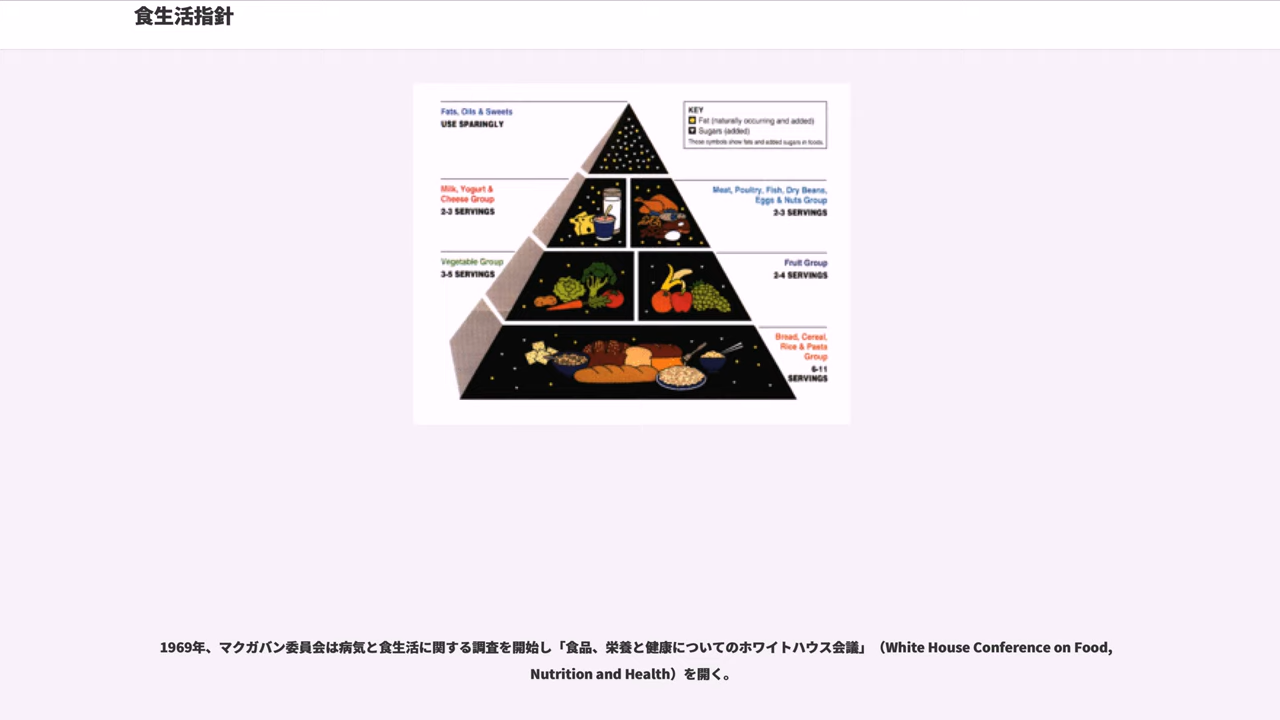 食生活指針
Fats, Oils & Sweets
USE SPARINGLY
KEY
Fat (naturally occurring and added)
Sugars (added)
These symbols show fats and added sugars in foods.
Milk, Yogurt &
Cheese Group
2-3 SERVINGS
Meat, Poultry, Fish, Dry Beans,
Eggs & Nuts Group
2-3 SERVINGS
Vegetable Group
3-5 SERVINGS
Fruit Group
2-4 SERVINGS
Bread, Cereal,
Rice & Pasta
Group
6-11
SERVINGS
1969年、マクガバン委員会は病気と食生活に関する調査を開始し「食品、栄養と健康についてのホワイトハウス会議」（White House Conference on Food,
Nutrition and Health）を開く。